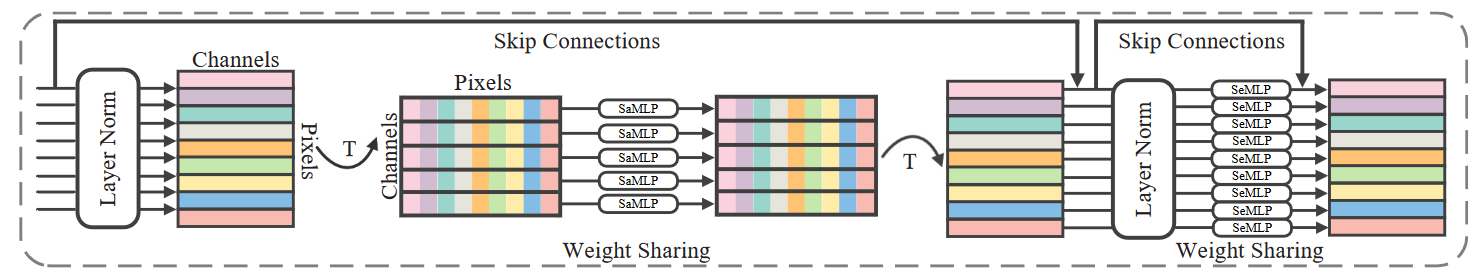 Skip Connections
Skip Connections
Channels
Layer Norm
Pixels
T
Pixels
Channels
SaMLP
SaMLP
SaMLP
SaMLP
SaMLP
T
Layer Norm
SeMLP
SeMLP
SeMLP
SeMLP
SeMLP
SeMLP
SeMLP
SeMLP
SeMLP
Weight Sharing
Weight Sharing